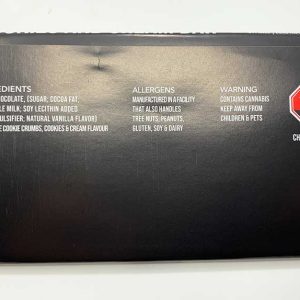 EDIENTS
OCOLATE, (SUGAR, COCOA FAT,
LE MILK, SOY LECITHIN ADDED
ULSIFIER, NATURAL VANILLA FLAVOR)
E COOKIE CRUMBS, COOKIES & CREAM FLAVOUR
ALLERGENS
MANUFACTURED IN A FACILITY
THAT ALSO HANDLES
TREE NUTS, PEANUTS,
GLUTEN, SOY & DAIRY
WARNING
CONTAINS CANNABIS
KEEP AWAY FROM
CHILDREN & PETS
CH